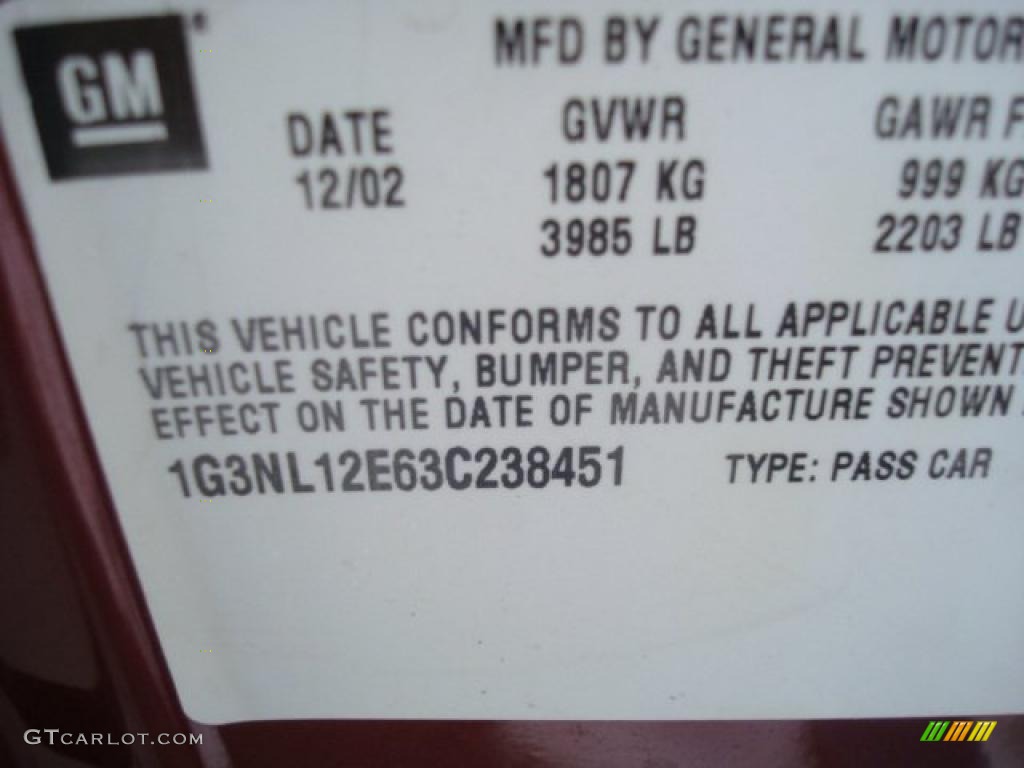 GM
MFD BY GENERAL MOTOR
DATE GVWR GAWR F
12/02 1807 KG 999 KG
3985 LB 2203 LB
THIS VEHICLE CONFORMS TO ALL APPLICABLE U
VEHICLE SAFETY, BUMPER, AND THEFT PREVENT
EFFECT ON THE DATE OF MANUFACTURE SHOWN
1G3NL12E63C238451 TYPE: PASS CAR
GTCARLOT.COM